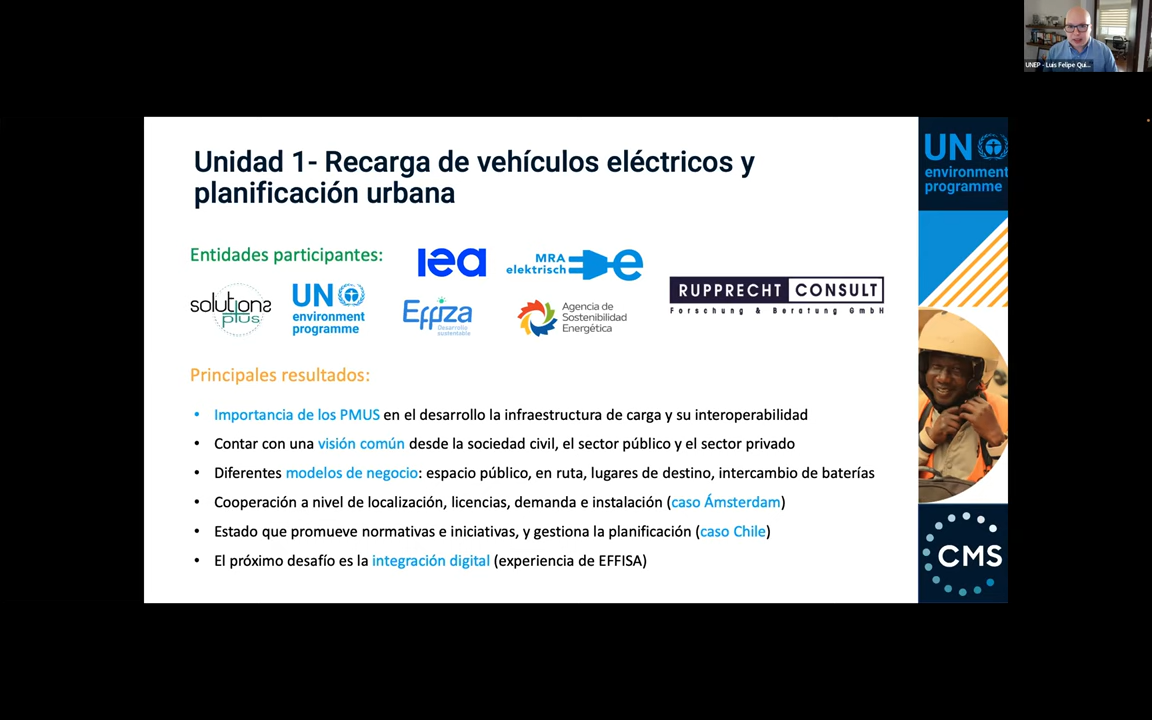 UNEP - Luis Felipe Qui...
Unidad 1- Recarga de vehículos eléctricos y
planificación urbana
Entidades participantes:
iea
MRA
elektrisch
e
RUPPRECHT CONSULT
Forschung & Beratung GmbH
solutions
plus
UN
environment
programme
Effiza
Desarrollo
sustentable
Agencia de
Sostenibilidad
Energética
Principales resultados:
• Importancia de los PMUS en el desarrollo la infraestructura de carga y su interoperabilidad
• Contar con una visión común desde la sociedad civil, el sector público y el sector privado
• Diferentes modelos de negocio: espacio público, en ruta, lugares de destino, intercambio de baterías
• Cooperación a nivel de localización, licencias, demanda e instalación (caso Ámsterdam)
• Estado que promueve normativas e iniciativas, y gestiona la planificación (caso Chile)
• El próximo desafío es la integración digital (experiencia de EFFISA)
UN
environment
programme
CMS